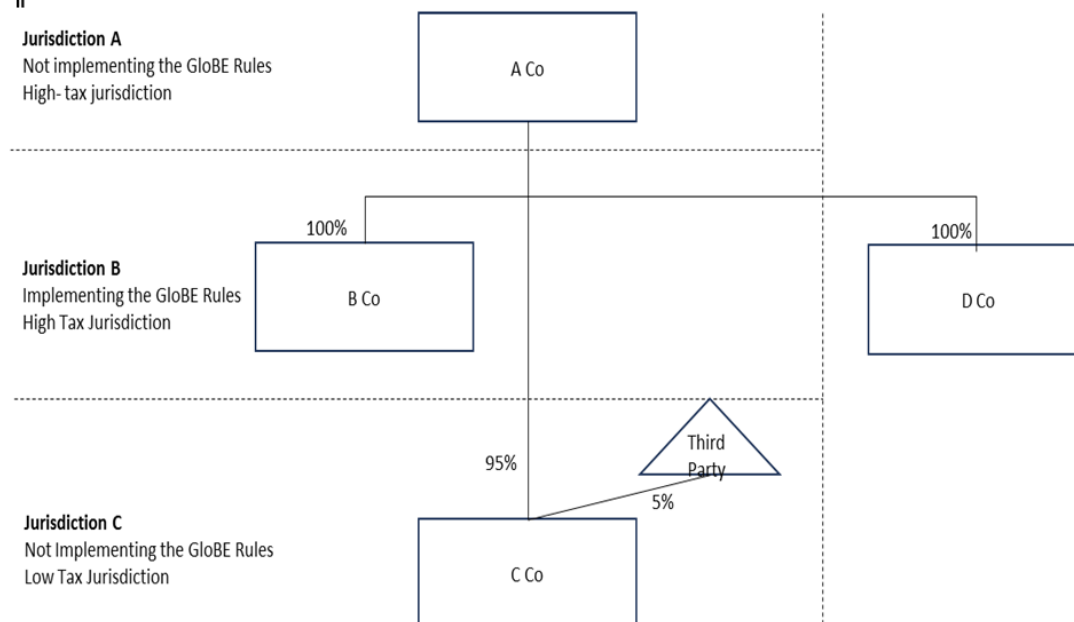 Jurisdiction A
Not implementing the GloBE Rules
High- tax jurisdiction
A Co
100%
100%
Jurisdiction B
Implementing the GloBE Rules
High Tax Jurisdiction
B Co
D Co
Third
Party
95%
5%
Jurisdiction C
Not Implementing the GloBE Rules
Low Tax Jurisdiction
C Co